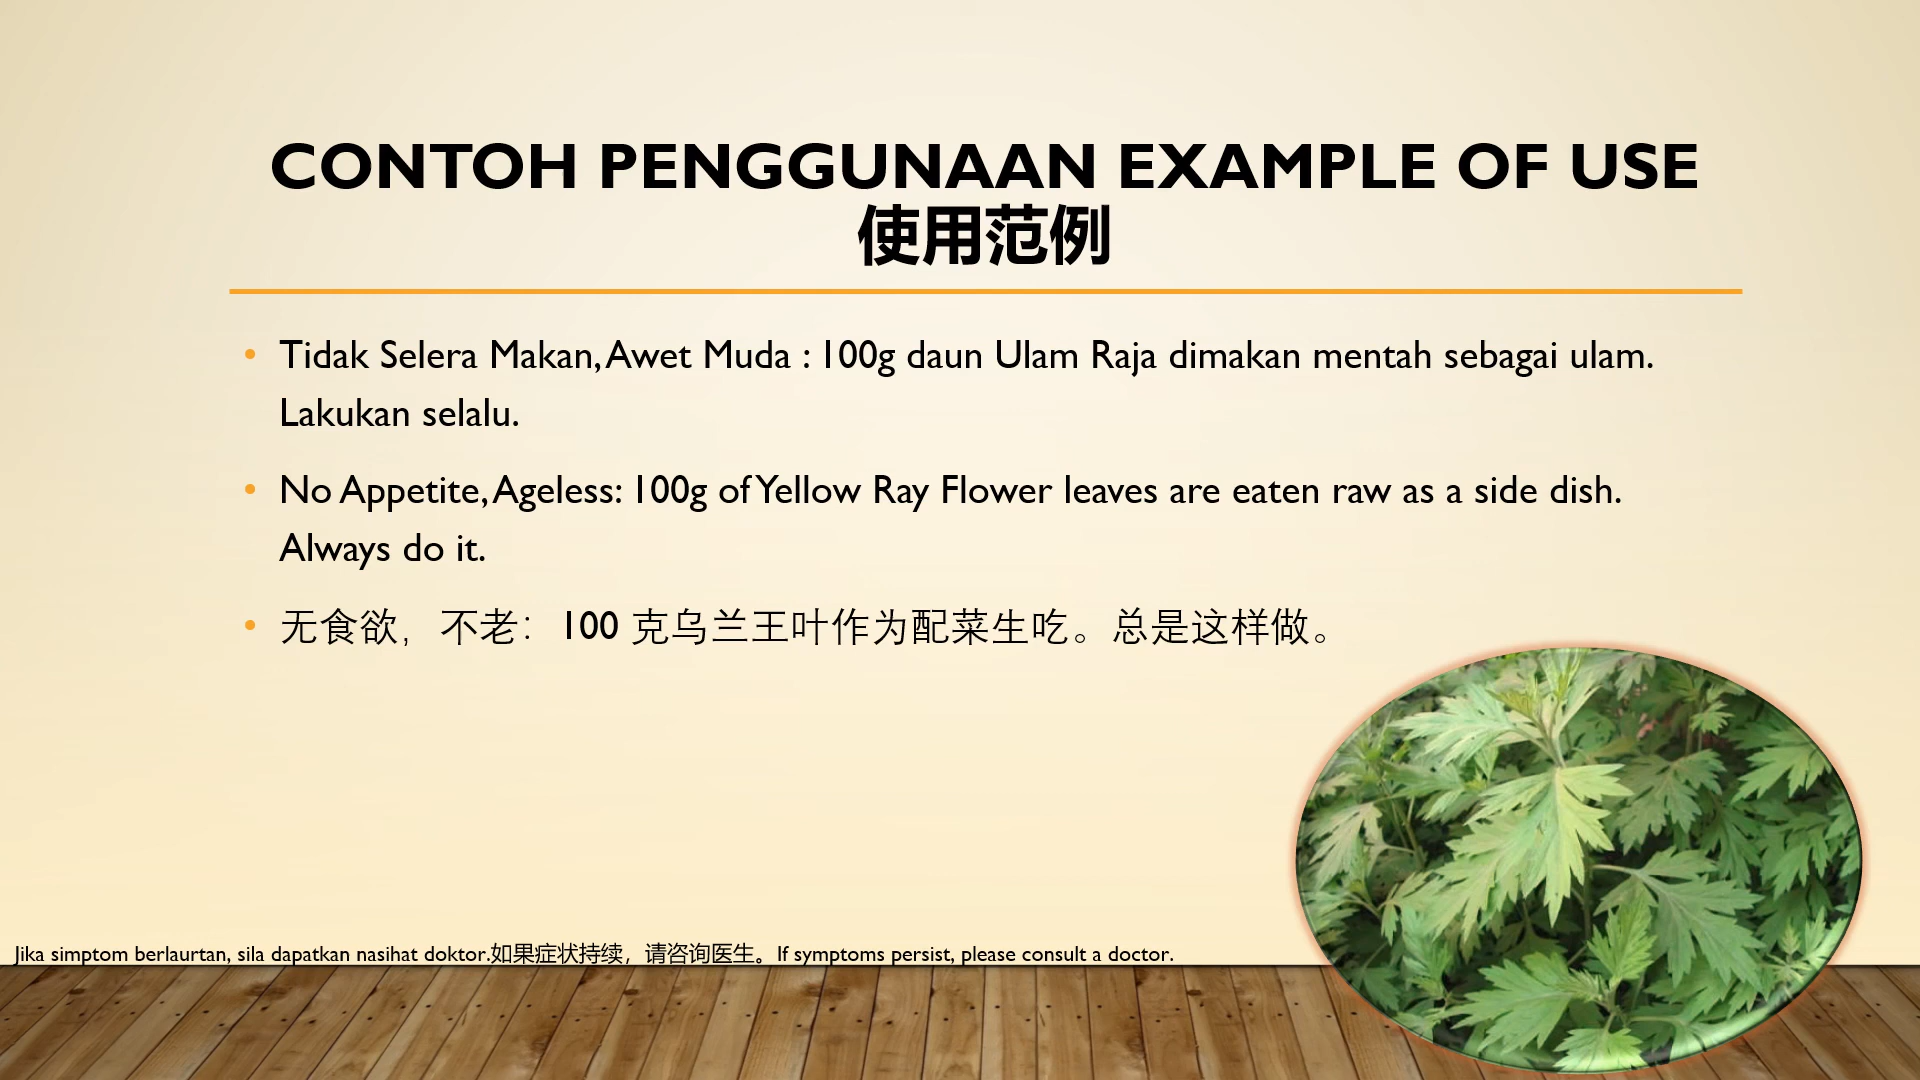 CONTOH PENGGUNAAN EXAMPLE OF USE
使用范例
• Tidak Selera Makan, Awet Muda : 100g daun Ulam Raja dimakan mentah sebagai ulam.
Lakukan selalu.
• No Appetite, Ageless: 100g of Yellow Ray Flower leaves are eaten raw as a side dish.
Always do it.
• 无食欲，不老：100 克乌兰王叶作为配菜生吃。总是这样做。
Jika simptom berlaurtan, sila dapatkan nasihat doktor.如果症状持续，请咨询医生。If symptoms persist, please consult a doctor.